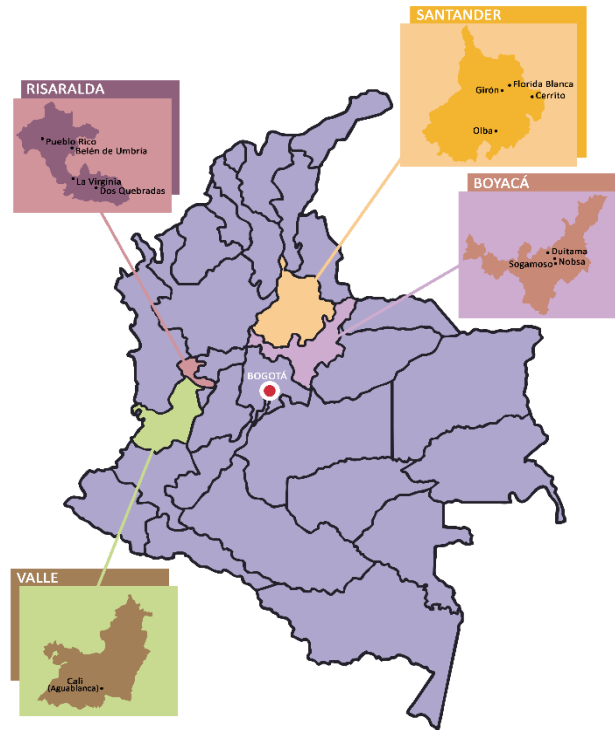 SANTANDER
Girón
Florida Blanca
Cerrito
Olba
RISARALDA
Pueblo Rico
Belén de Umbria
La Virginia
Dos Quebradas
BOYACÁ
Duitama
Sogamoso
Nobsa
BOGOTÁ
VALLE
Cali
(Aguablanca)